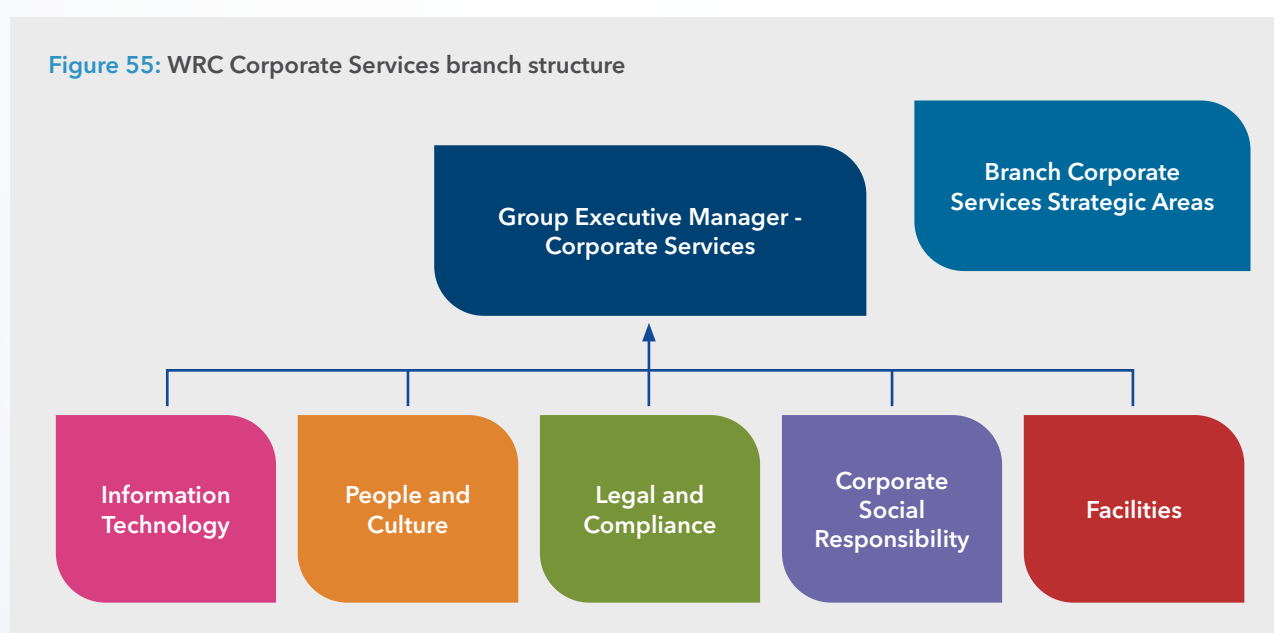 Figure 55: WRC Corporate Services branch structure
Branch Corporate
Services Strategic Areas
Group Executive Manager -
Corporate Services
Information
Technology
People and
Culture
Legal and
Compliance
Corporate
Social
Responsibility
Facilities